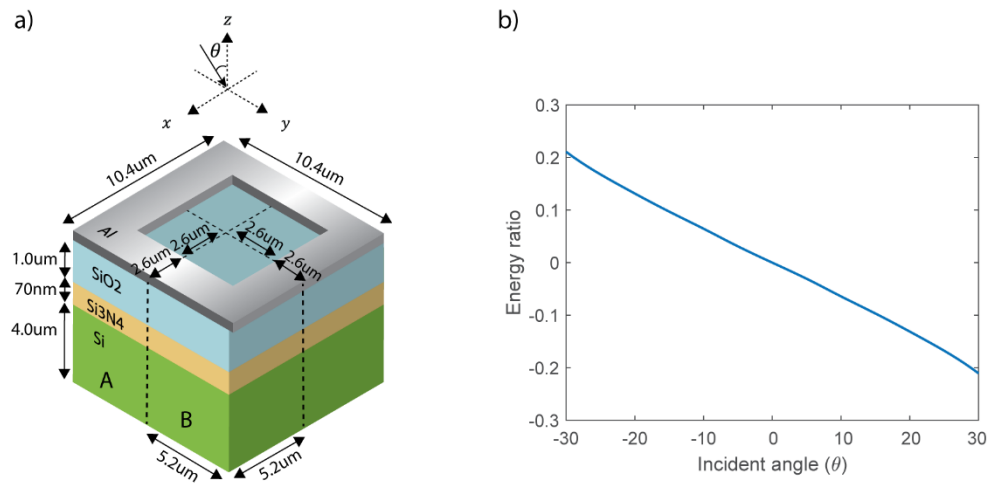 a)
z
θ
x
y
10.4um
10.4um
Al
2.6um
2.6um
2.6um
2.6um
1.0um
SiO2
70nm
Si3N4
4.0um
Si
A
B
5.2um
5.2um
b)
0.3
0.2
0.1
0
-0.1
-0.2
-0.3
Energy ratio
-30
-20
-10
0
10
20
30
Incident angle (θ)